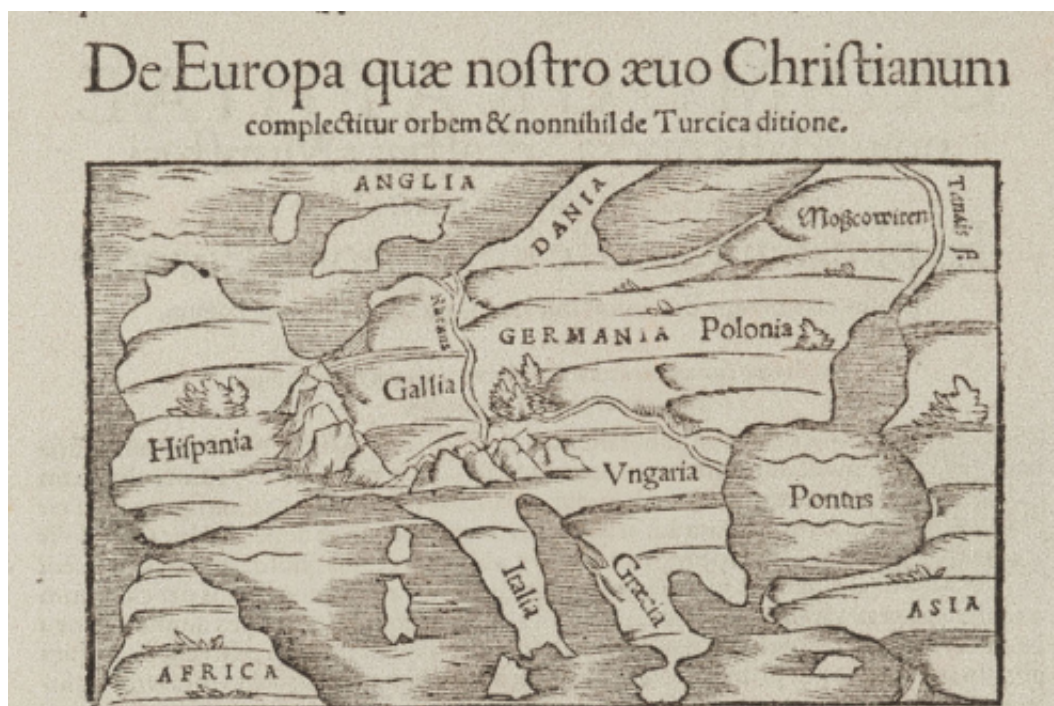 De Europa quæ noſtro æuo Chriſtianum
complectitur orbem & nonnihil de Turcica ditione.
ANGLIA
DANIA
Moßcowiten
Tanais fl.
GERMANIA
Polonia
Gallia
Hiſpania
Vngaria
Pontus
Italia
Græcia
ASIA
AFRICA